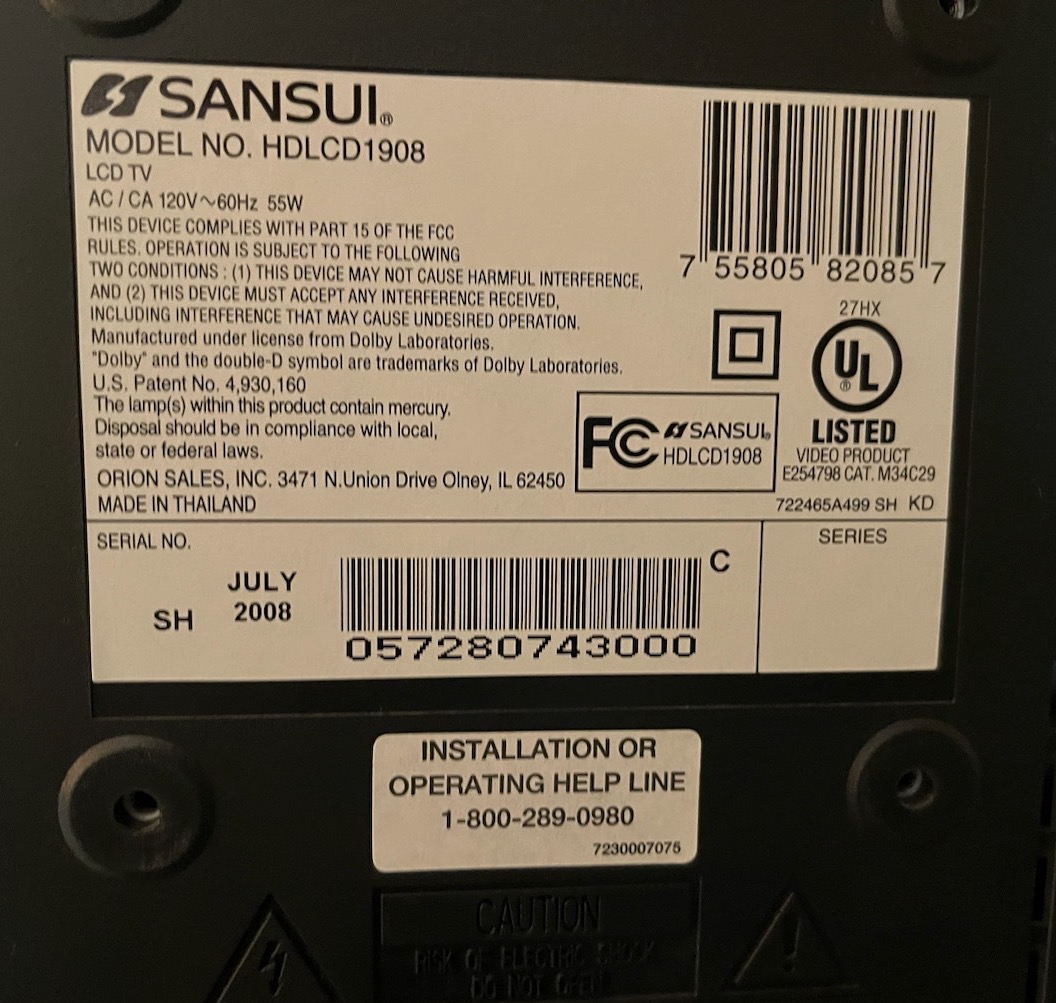 SANSUI®
MODEL NO. HDLCD1908
LCD TV
AC / CA 120V～60Hz 55W
THIS DEVICE COMPLIES WITH PART 15 OF THE FCC
RULES. OPERATION IS SUBJECT TO THE FOLLOWING
TWO CONDITIONS : (1) THIS DEVICE MAY NOT CAUSE HARMFUL INTERFERENCE,
AND (2) THIS DEVICE MUST ACCEPT ANY INTERFERENCE RECEIVED,
INCLUDING INTERFERENCE THAT MAY CAUSE UNDESIRED OPERATION.
Manufactured under license from Dolby Laboratories.
"Dolby" and the double-D symbol are trademarks of Dolby Laboratories.
U.S. Patent No. 4,930,160
The lamp(s) within this product contain mercury.
Disposal should be in compliance with local,
state or federal laws.
ORION SALES, INC. 3471 N.Union Drive Olney, IL 62450
MADE IN THAILAND
7 55805 82085 7
27HX
UL®
LISTED
VIDEO PRODUCT
E254798 CAT. M34C29
FC SANSUI®
HDLCD1908
722465A499 SH KD
SERIAL NO.
SH
JULY
2008
C
057280743000
SERIES
INSTALLATION OR
OPERATING HELP LINE
1-800-289-0980
7230007075
CAUTION
RISK OF ELECTRIC SHOCK
DO NOT OPEN